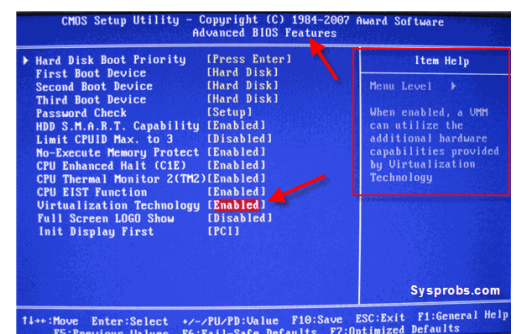 CMOS Setup Utility - Copyright (C) 1984-2007 Award Software
Advanced BIOS Features
Hard Disk Boot Priority [Press Enter]
First Boot Device [Hard Disk]
Second Boot Device [Hard Disk]
Third Boot Device [Hard Disk]
Password Check [Setup]
HDD S.M.A.R.T. Capability [Enabled]
Limit CPUID Max. to 3 [Disabled]
No-Execute Memory Protect [Enabled]
CPU Enhanced Halt (C1E) [Enabled]
CPU Thermal Monitor 2(TM2) [Enabled]
CPU EIST Function [Enabled]
Virtualization Technology [Enabled]
Full Screen LOGO Show [Disabled]
Init Display First [PCI]
Item Help
Menu Level
When enabled, a VMM
can utilize the
additional hardware
capabilities provided
by Virtualization
Technology
Sysprobs.com
↑↓→←:Move Enter:Select +/-/PU/PD:Value F10:Save ESC:Exit F1:General Help
F5:Previous Values F6:Fail-Safe Defaults F7:Optimized Defaults